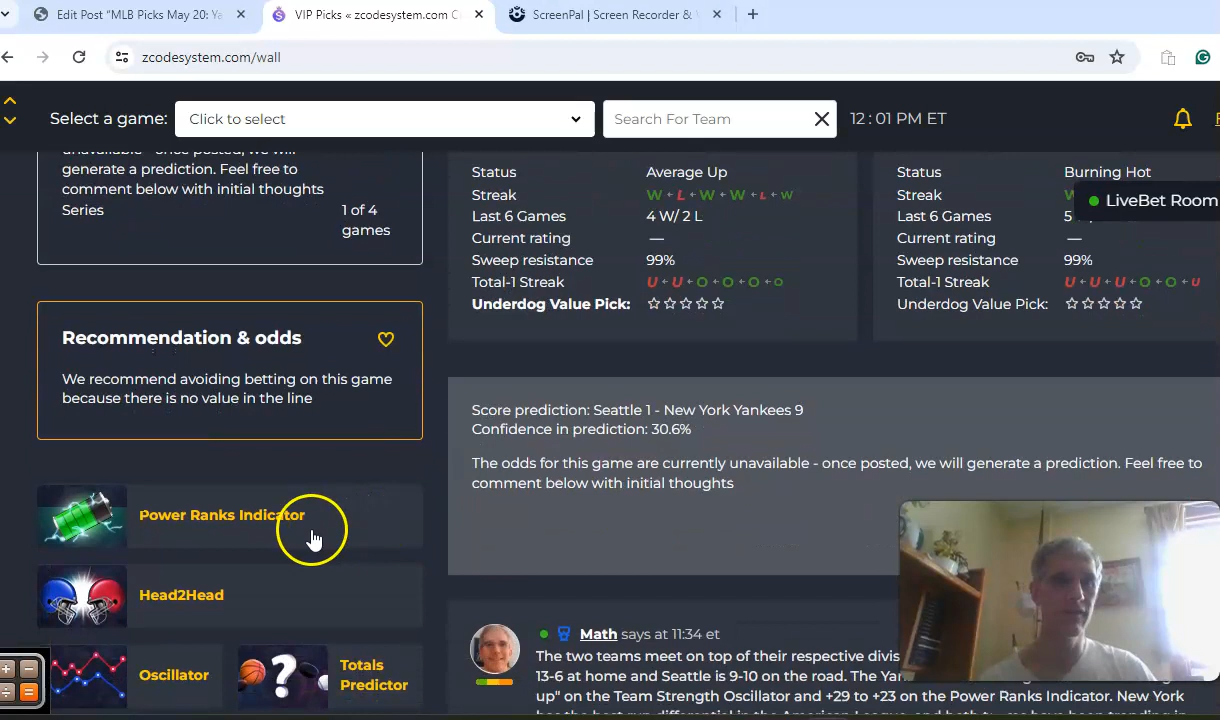 Edit Post "MLB Picks May 20: Ya
VIP Picks « zcodesystem.com C
ScreenPal | Screen Recorder &
zcodesystem.com/wall
Select a game:
Click to select
Search For Team
12 : 01 PM ET
generate a prediction. Feel free to
comment below with initial thoughts
Series
1 of 4
games
Status
Average Up
Streak
W L W W L W
Last 6 Games
4 W/ 2 L
Current rating
—
Sweep resistance
99%
Total-1 Streak
U U O O O O
Underdog Value Pick:
Status
Burning Hot
Streak
Last 6 Games
Current rating
—
Sweep resistance
99%
Total-1 Streak
U U U O O U
Underdog Value Pick:
LiveBet Room
Recommendation & odds
We recommend avoiding betting on this game
because there is no value in the line
Score prediction: Seattle 1 - New York Yankees 9
Confidence in prediction: 30.6%
The odds for this game are currently unavailable - once posted, we will generate a prediction. Feel free to
comment below with initial thoughts
Power Ranks Indicator
Head2Head
Oscillator
Totals
Predictor
Math says at 11:34 et
The two teams meet on top of their respective divis
13-6 at home and Seattle is 9-10 on the road. The Yan
up" on the Team Strength Oscillator and +29 to +23 on the Power Ranks Indicator. New York